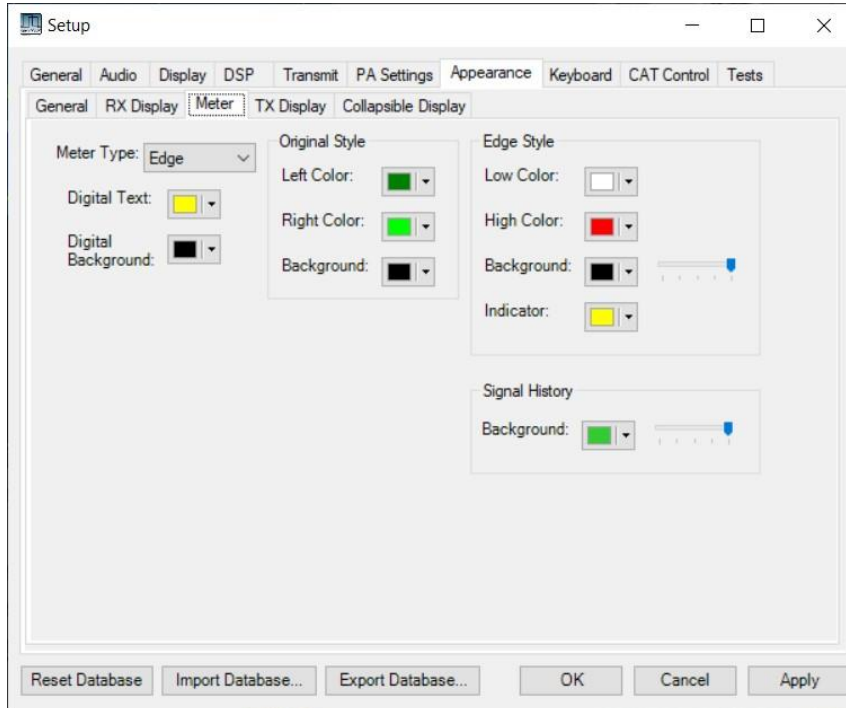 Setup
General Audio Display DSP Transmit PA Settings Appearance Keyboard CAT Control Tests
General RX Display Meter TX Display Collapsible Display
Meter Type: Edge
Digital Text:
Digital
Background:
Original Style
Left Color:
Right Color:
Background:
Edge Style
Low Color:
High Color:
Background:
Indicator:
Signal History
Background:
Reset Database Import Database... Export Database... OK Cancel Apply